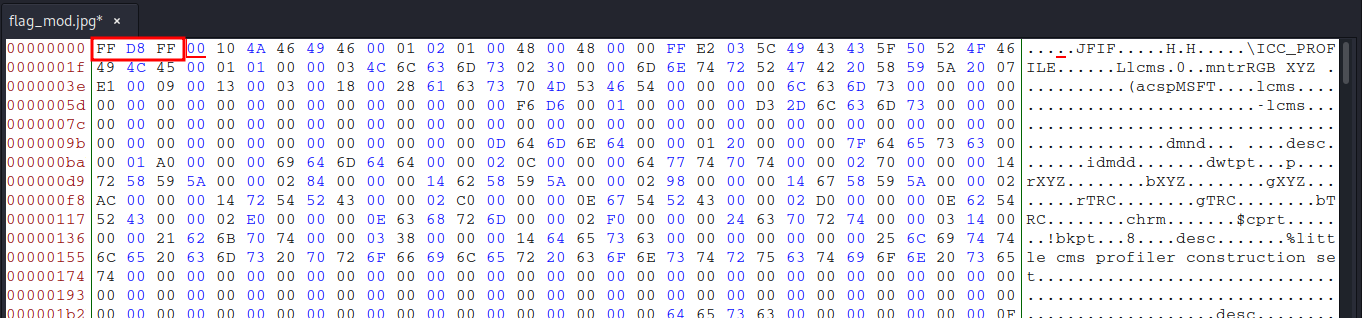 flag_mod.jpg* ×
00000000 FF D8 FF 00 10 4A 46 49 46 00 01 02 01 00 48 00 48 00 00 FF E2 03 5C 49 43 43 5F 50 52 4F 46 .....JFIF.....H.H.....\ICC_PROF
0000001f 49 4C 45 00 01 01 00 00 03 4C 6C 63 6D 73 02 30 00 00 6D 6E 74 72 52 47 42 20 58 59 5A 20 07 ILE......Llcms.0..mntrRGB XYZ .
0000003e E1 00 09 00 13 00 03 00 18 00 28 61 63 73 70 4D 53 46 54 00 00 00 00 6C 63 6D 73 00 00 00 00 ..........(acspMSFT....lcms....
0000005d 00 00 00 00 00 00 00 00 00 00 00 00 00 00 F6 D6 00 01 00 00 00 00 D3 2D 6C 63 6D 73 00 00 00 .......................-lcms...
0000007c 00 00 00 00 00 00 00 00 00 00 00 00 00 00 00 00 00 00 00 00 00 00 00 00 00 00 00 00 00 00 00 ...............................
0000009b 00 00 00 00 00 00 00 00 00 00 00 00 00 0D 64 6D 6E 64 00 00 01 20 00 00 00 7F 64 65 73 63 00 ..............dmnd... ....desc.
000000ba 00 01 A0 00 00 00 69 64 6D 64 64 00 00 02 0C 00 00 00 64 77 74 70 74 00 00 02 70 00 00 00 14 ......idmdd.......dwtpt...p....
000000d9 72 58 59 5A 00 00 02 84 00 00 00 14 62 58 59 5A 00 00 02 98 00 00 00 14 67 58 59 5A 00 00 02 rXYZ........bXYZ........gXYZ...
000000f8 AC 00 00 00 14 72 54 52 43 00 00 02 C0 00 00 00 0E 67 54 52 43 00 00 02 D0 00 00 00 0E 62 54 .....rTRC........gTRC........bT
00000117 52 43 00 00 02 E0 00 00 00 0E 63 68 72 6D 00 00 02 F0 00 00 00 24 63 70 72 74 00 00 03 14 00 RC........chrm.......$cprt.....
00000136 00 00 21 62 6B 70 74 00 00 03 38 00 00 00 14 64 65 73 63 00 00 00 00 00 00 00 25 6C 69 74 74 ..!bkpt...8....desc.......%litt
00000155 6C 65 20 63 6D 73 20 70 72 6F 66 69 6C 65 72 20 63 6F 6E 73 74 72 75 63 74 69 6F 6E 20 73 65 le cms profiler construction se
00000174 74 00 00 00 00 00 00 00 00 00 00 00 00 00 00 00 00 00 00 00 00 00 00 00 00 00 00 00 00 00 00 t..............................
00000193 00 00 00 00 00 00 00 00 00 00 00 00 00 00 00 00 00 00 00 00 00 00 00 00 00 00 00 00 00 00 00 ...............................
000001b2 00 00 00 00 00 00 00 00 00 00 00 00 00 00 00 00 00 00 00 64 65 73 63 00 00 00 00 00 00 00 0F ...................desc........